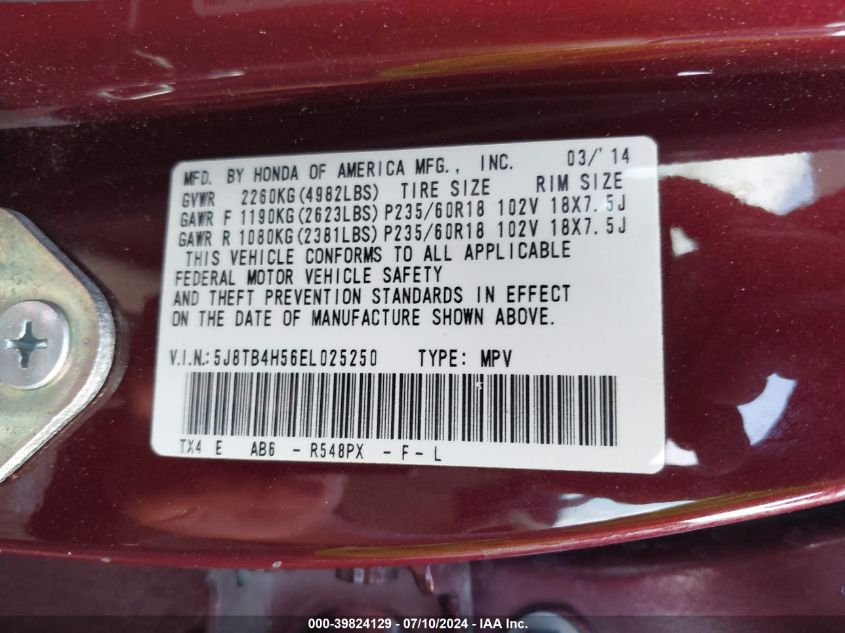 MFD. BY HONDA OF AMERICA MFG., INC. 03/'14
GVWR 2260KG(4982LBS) TIRE SIZE RIM SIZE
GAWR F 1190KG(2623LBS) P235/60R18 102V 18X7.5J
GAWR R 1080KG(2381LBS) P235/60R18 102V 18X7.5J
THIS VEHICLE CONFORMS TO ALL APPLICABLE
FEDERAL MOTOR VEHICLE SAFETY
AND THEFT PREVENTION STANDARDS IN EFFECT
ON THE DATE OF MANUFACTURE SHOWN ABOVE.
V.I.N.:5J8TB4H56EL025250 TYPE: MPV
TX4 E AB6 - R548PX - F - L
000-39824129 - 07/10/2024 - IAA Inc.